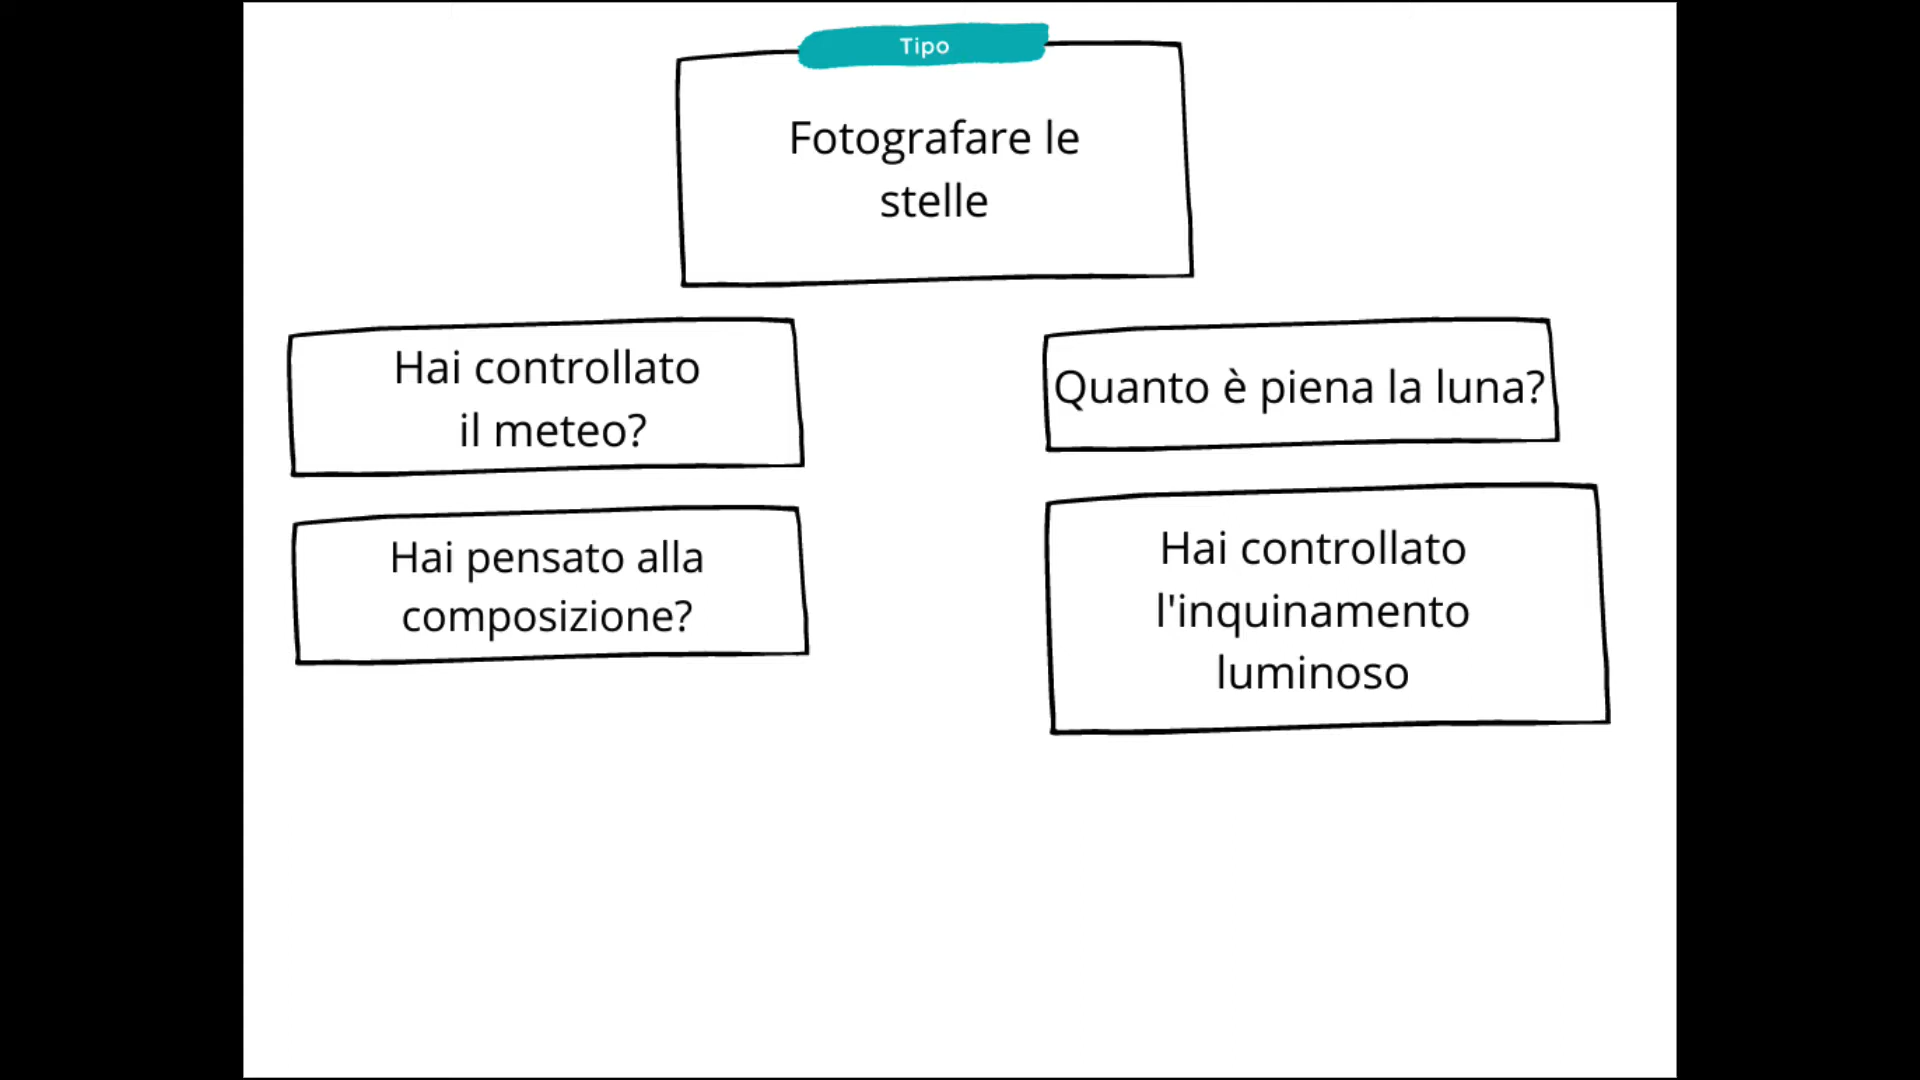 Tipo
Fotografare le
stelle
Hai controllato
il meteo?
Quanto è piena la luna?
Hai pensato alla
composizione?
Hai controllato
l'inquinamento
luminoso